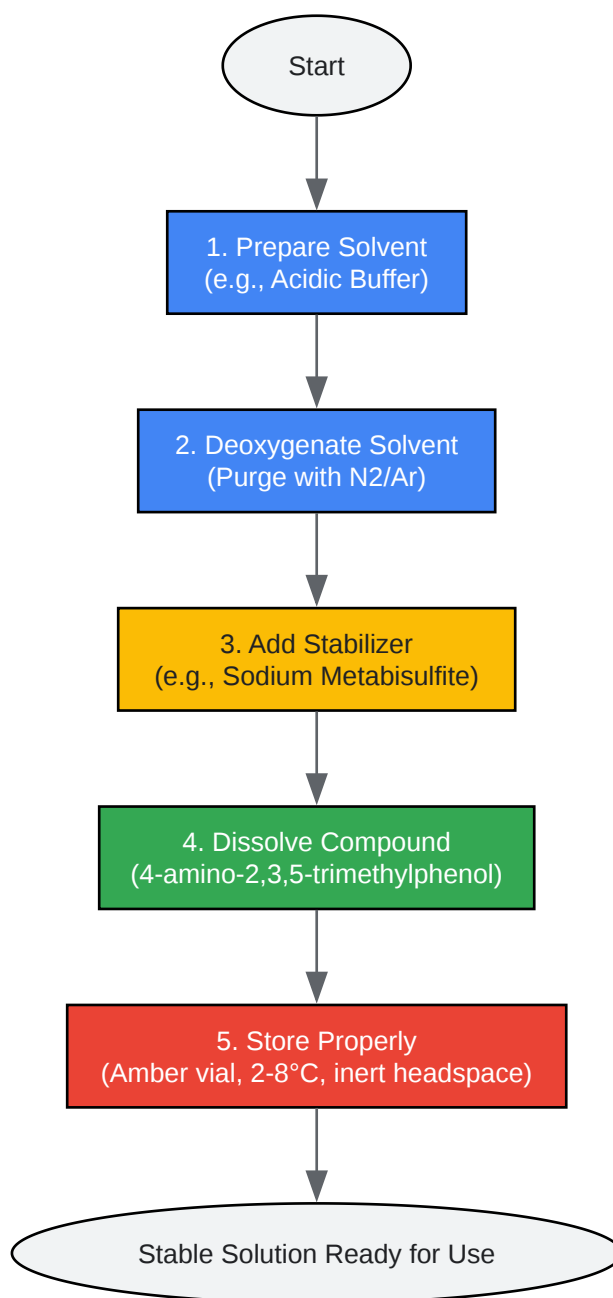 Start
1. Prepare Solvent
(e.g., Acidic Buffer)
2. Deoxygenate Solvent
(Purge with N2/Ar)
3. Add Stabilizer
(e.g., Sodium Metabisulfite)
4. Dissolve Compound
(4-amino-2,3,5-trimethylphenol)
5. Store Properly
(Amber vial, 2-8°C, inert headspace)
Stable Solution Ready for Use